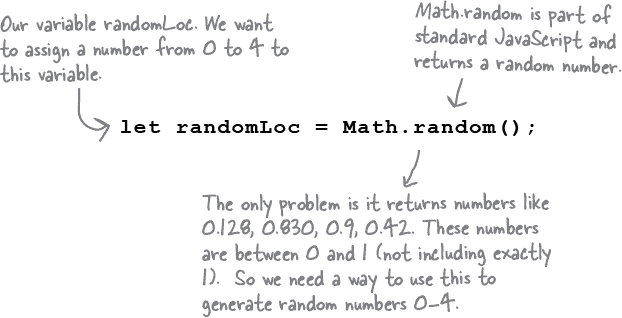 Our variable randomLoc. We want
to assign a number from 0 to 4 to
this variable.
Math.random is part of
standard JavaScript and
returns a random number.
let randomLoc = Math.random();
The only problem is it returns numbers like
0.128, 0.830, 0.9, 0.42. These numbers
are between 0 and 1 (not including exactly
1). So we need a way to use this to
generate random numbers 0-4.